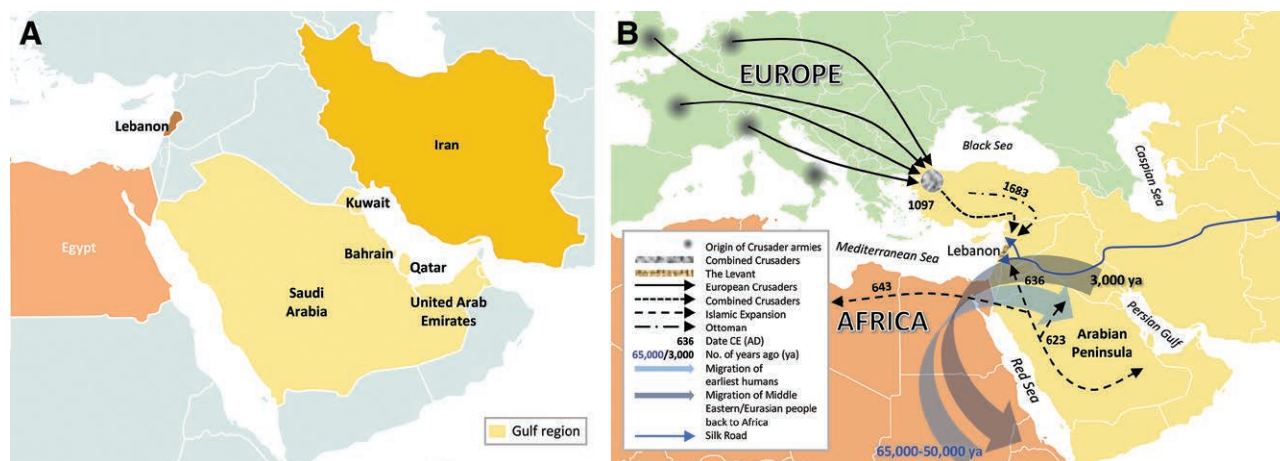 A
Lebanon
Iran
Kuwait
Egypt
Bahrain
Qatar
Saudi
Arabia
United Arab
Emirates
Gulf region
B
EUROPE
Black Sea
Caspian Sea
1683
1097
Mediterranean Sea
Lebanon
636
3,000 ya
643
AFRICA
623
Persian Gulf
Arabian
Peninsula
Red Sea
65,000-50,000 ya
Origin of Crusader armies
Combined Crusaders
The Levant
European Crusaders
Combined Crusaders
Islamic Expansion
Ottoman
636 Date CE (AD)
65,000/3,000 No. of years ago (ya)
Migration of
earliest humans
Migration of Middle
Eastern/Eurasian people
back to Africa
Silk Road